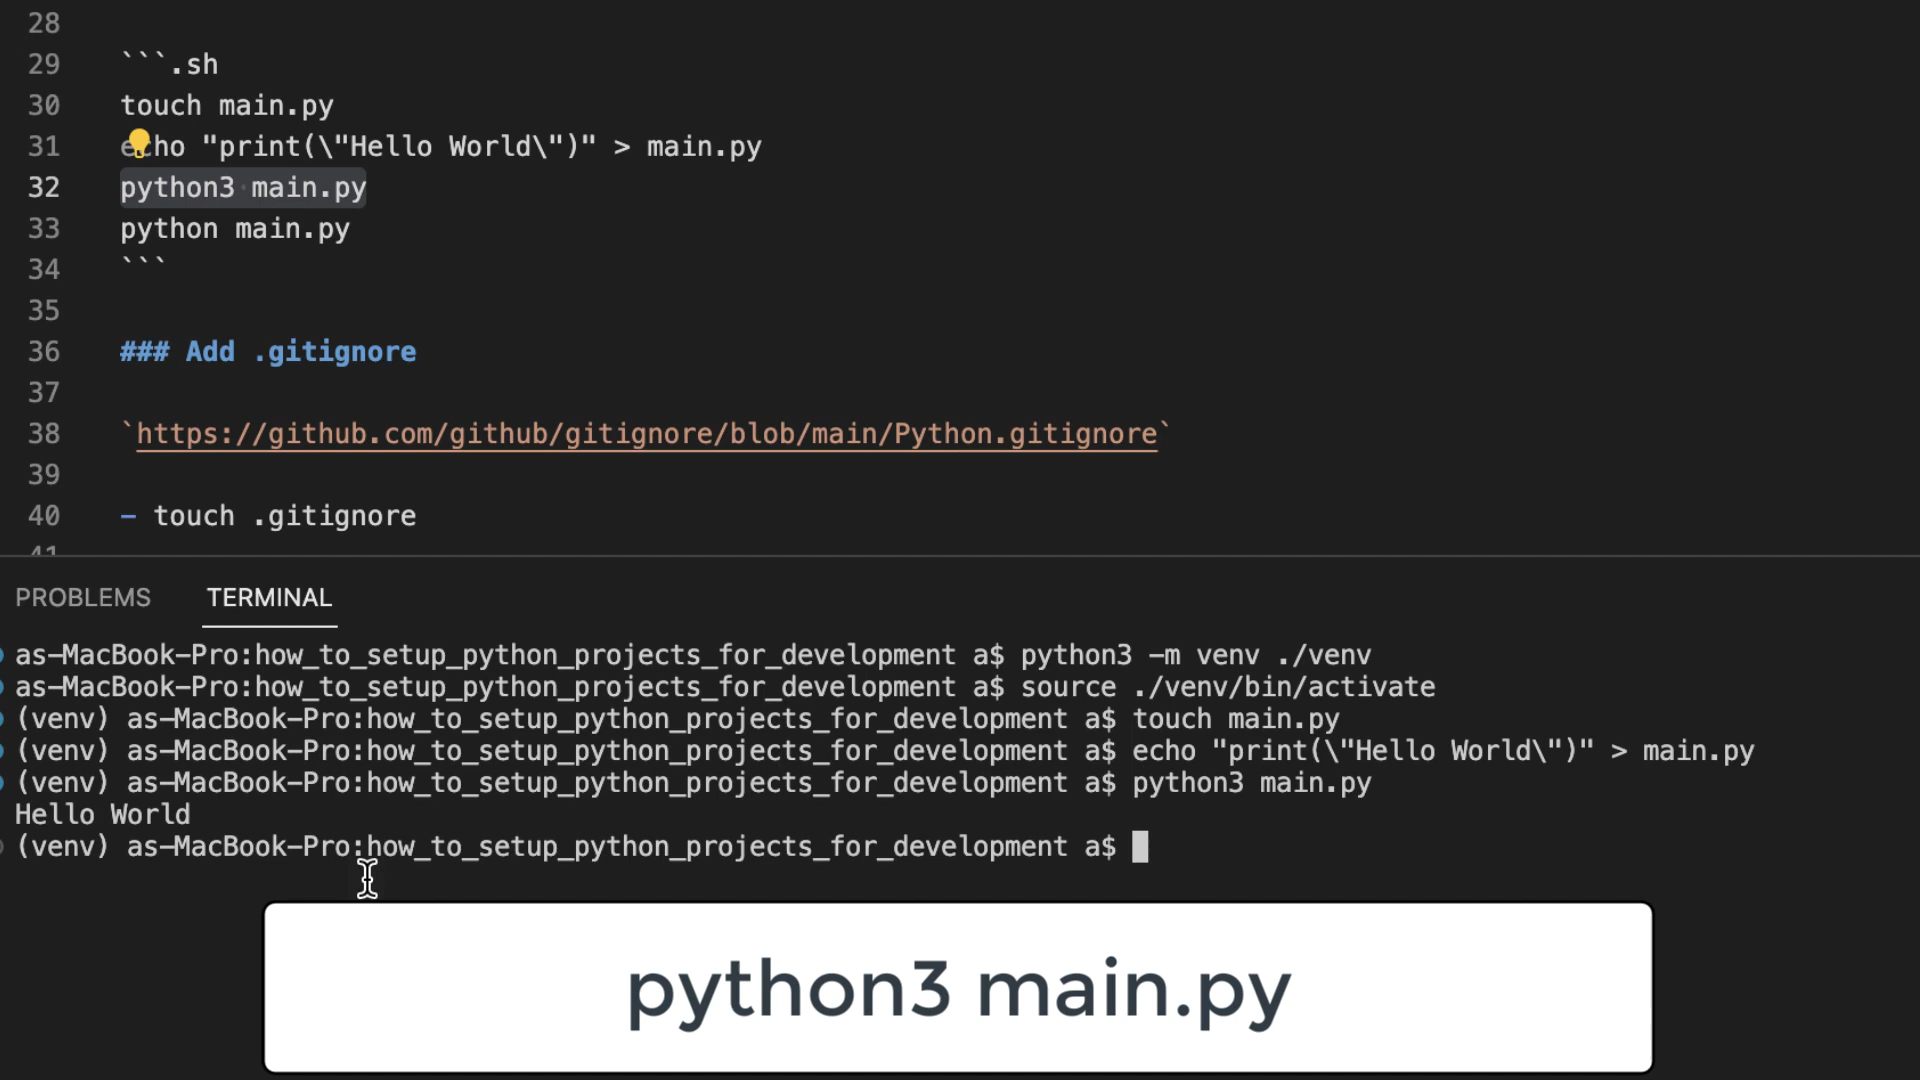 28
29 ```.sh
30 touch main.py
31 echo "print(\"Hello World\")" > main.py
32 python3 main.py
33 python main.py
34 ```
35
36 ### Add .gitignore
37
38 `https://github.com/github/gitignore/blob/main/Python.gitignore`
39
40 - touch .gitignore
41
PROBLEMS TERMINAL
as-MacBook-Pro:how_to_setup_python_projects_for_development a$ python3 -m venv ./venv
as-MacBook-Pro:how_to_setup_python_projects_for_development a$ source ./venv/bin/activate
(venv) as-MacBook-Pro:how_to_setup_python_projects_for_development a$ touch main.py
(venv) as-MacBook-Pro:how_to_setup_python_projects_for_development a$ echo "print(\"Hello World\")" > main.py
(venv) as-MacBook-Pro:how_to_setup_python_projects_for_development a$ python3 main.py
Hello World
(venv) as-MacBook-Pro:how_to_setup_python_projects_for_development a$
python3 main.py